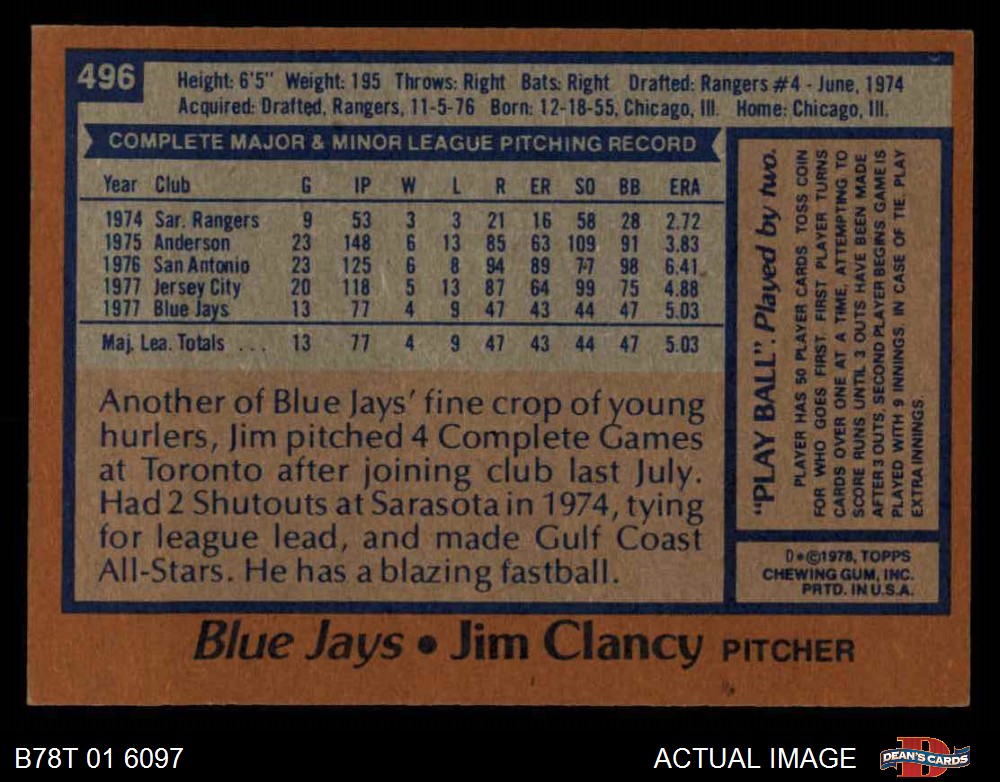 496
Height: 6'5" Weight: 195 Throws: Right Bats: Right Drafted: Rangers #4 - June, 1974
Acquired: Drafted, Rangers, 11-5-76 Born: 12-18-55, Chicago, Ill. Home: Chicago, Ill.
COMPLETE MAJOR & MINOR LEAGUE PITCHING RECORD
Year Club G IP W L R ER SO BB ERA
1974 Sar. Rangers 9 53 3 3 21 16 58 28 2.72
1975 Anderson 23 148 6 13 85 63 109 91 3.83
1976 San Antonio 23 125 6 8 94 89 77 98 6.41
1977 Jersey City 20 118 5 13 87 64 99 75 4.88
1977 Blue Jays 13 77 4 9 47 43 44 47 5.03
Maj. Lea. Totals ... 13 77 4 9 47 43 44 47 5.03
Another of Blue Jays' fine crop of young
hurlers, Jim pitched 4 Complete Games
at Toronto after joining club last July.
Had 2 Shutouts at Sarasota in 1974, tying
for league lead, and made Gulf Coast
All-Stars. He has a blazing fastball.
"PLAY BALL". Played by two.
PLAYER HAS 50 PLAYER CARDS. TOSS COIN
FOR WHO GOES FIRST. FIRST PLAYER TURNS
CARDS OVER ONE AT A TIME, ATTEMPTING TO
SCORE RUNS UNTIL 3 OUTS HAVE BEEN MADE
AFTER 3 OUTS, SECOND PLAYER BEGINS GAME IS
PLAYED WITH 9 INNINGS. IN CASE OF TIE, PLAY
EXTRA INNINGS.
D*©1978, TOPPS
CHEWING GUM, INC.
PRTD. IN U.S.A.
Blue Jays • Jim Clancy PITCHER
B78T 01 6097
ACTUAL IMAGE
DEAN'S CARDS